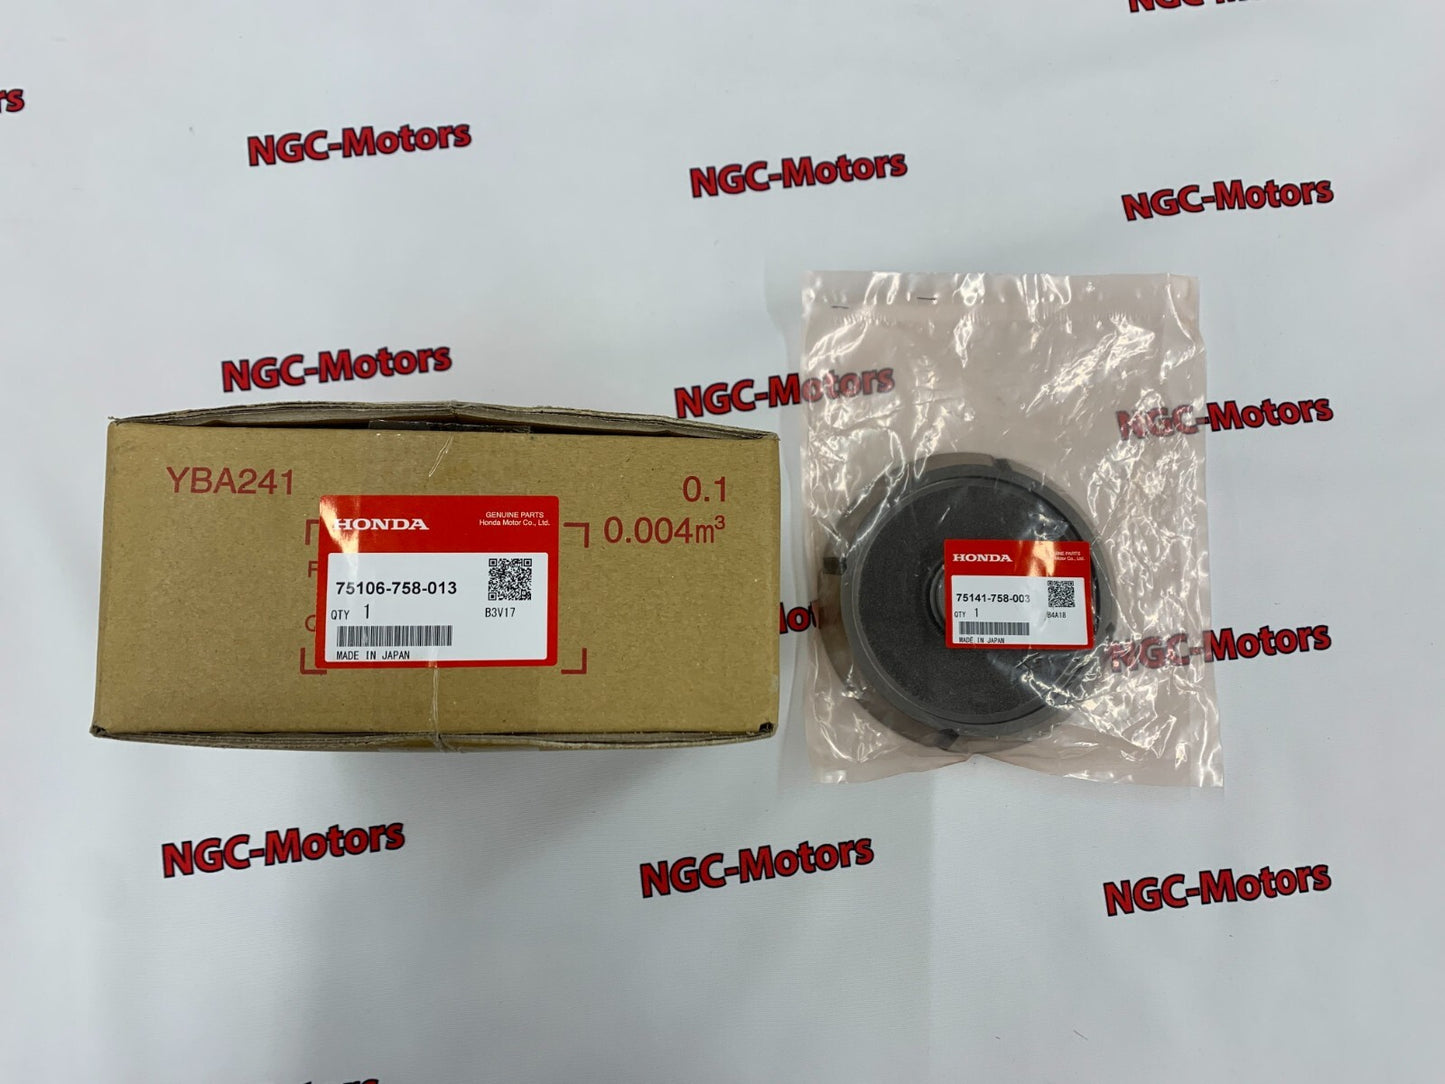 NGC-Motors
NGC-Motors
NGC-Motors
NGC-Motors
NGC-Motors
NGC-Motors
YBA241
0.1
0.004m³
HONDA
GENUINE PARTS
Honda Motor Co., Ltd.
75106-758-013
QTY 1
B3V17
MADE IN JAPAN
HONDA
75141-758-003
QTY 1
B4A18
MADE IN JAPAN
NGC-Motors
NGC-Motors
NGC-Motors
NGC-Motors